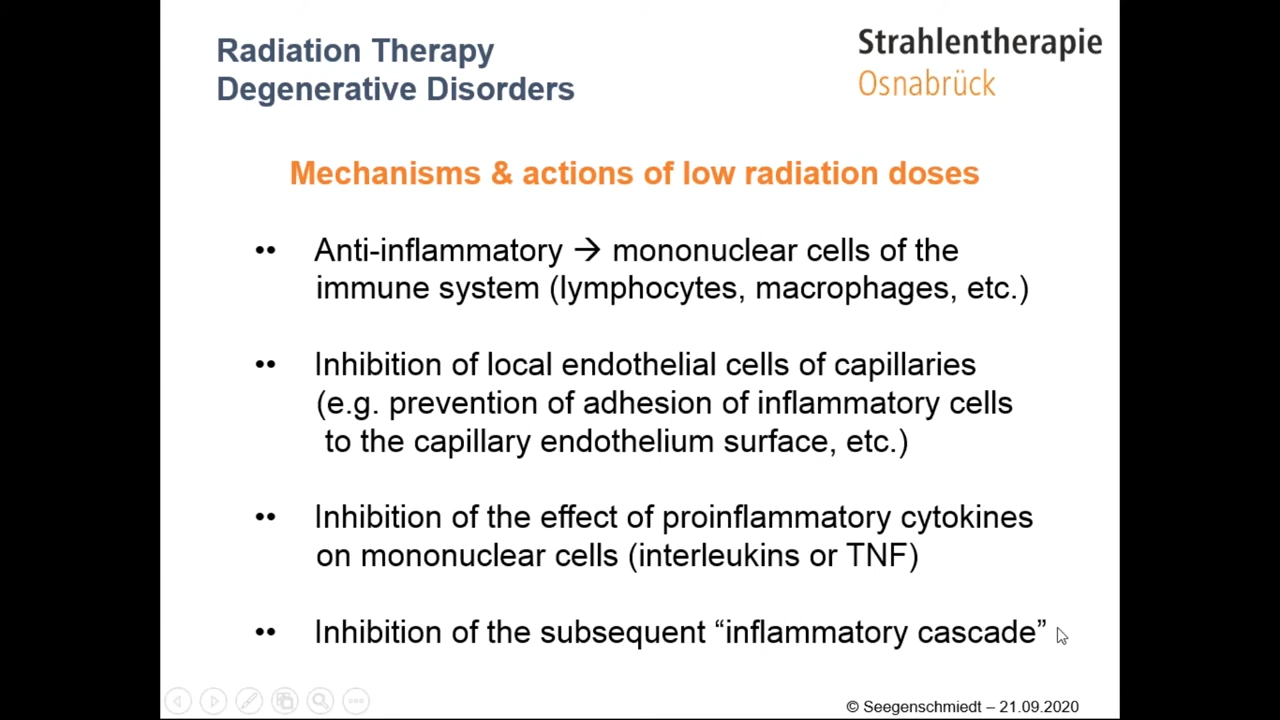 Radiation Therapy
Degenerative Disorders
Strahlentherapie
Osnabrück
Mechanisms & actions of low radiation doses
•• Anti-inflammatory → mononuclear cells of the
immune system (lymphocytes, macrophages, etc.)
•• Inhibition of local endothelial cells of capillaries
(e.g. prevention of adhesion of inflammatory cells
to the capillary endothelium surface, etc.)
•• Inhibition of the effect of proinflammatory cytokines
on mononuclear cells (interleukins or TNF)
•• Inhibition of the subsequent “inflammatory cascade”
© Seegenschmiedt – 21.09.2020